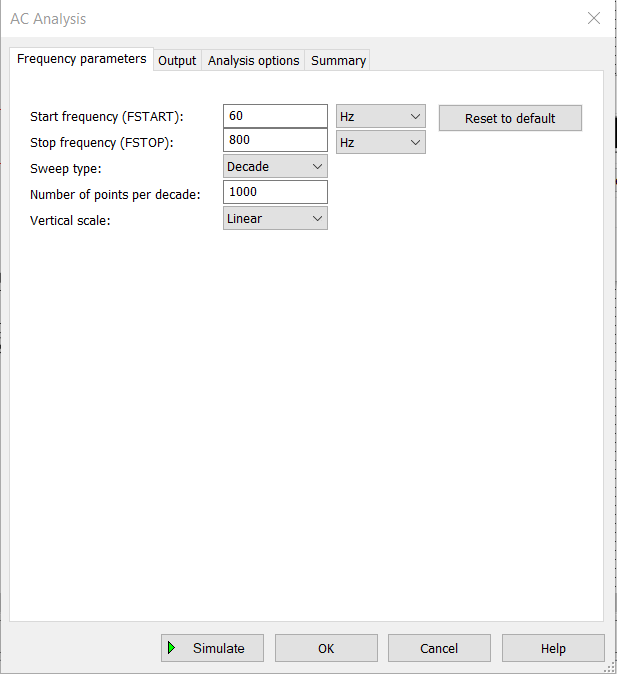 AC Analysis
Frequency parameters Output Analysis options Summary
Start frequency (FSTART): 60 Hz Reset to default
Stop frequency (FSTOP): 800 Hz
Sweep type: Decade
Number of points per decade: 1000
Vertical scale: Linear
Simulate OK Cancel Help